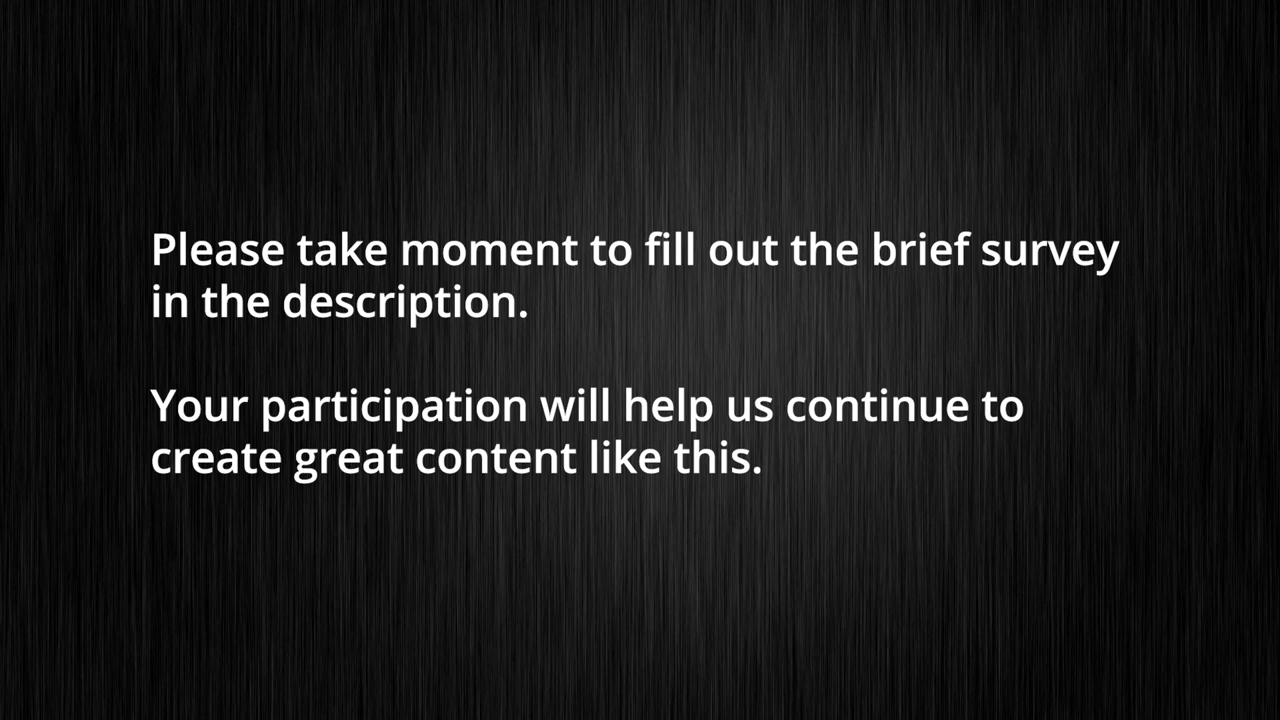 Please take moment to fill out the brief survey
in the description.
Your participation will help us continue to
create great content like this.